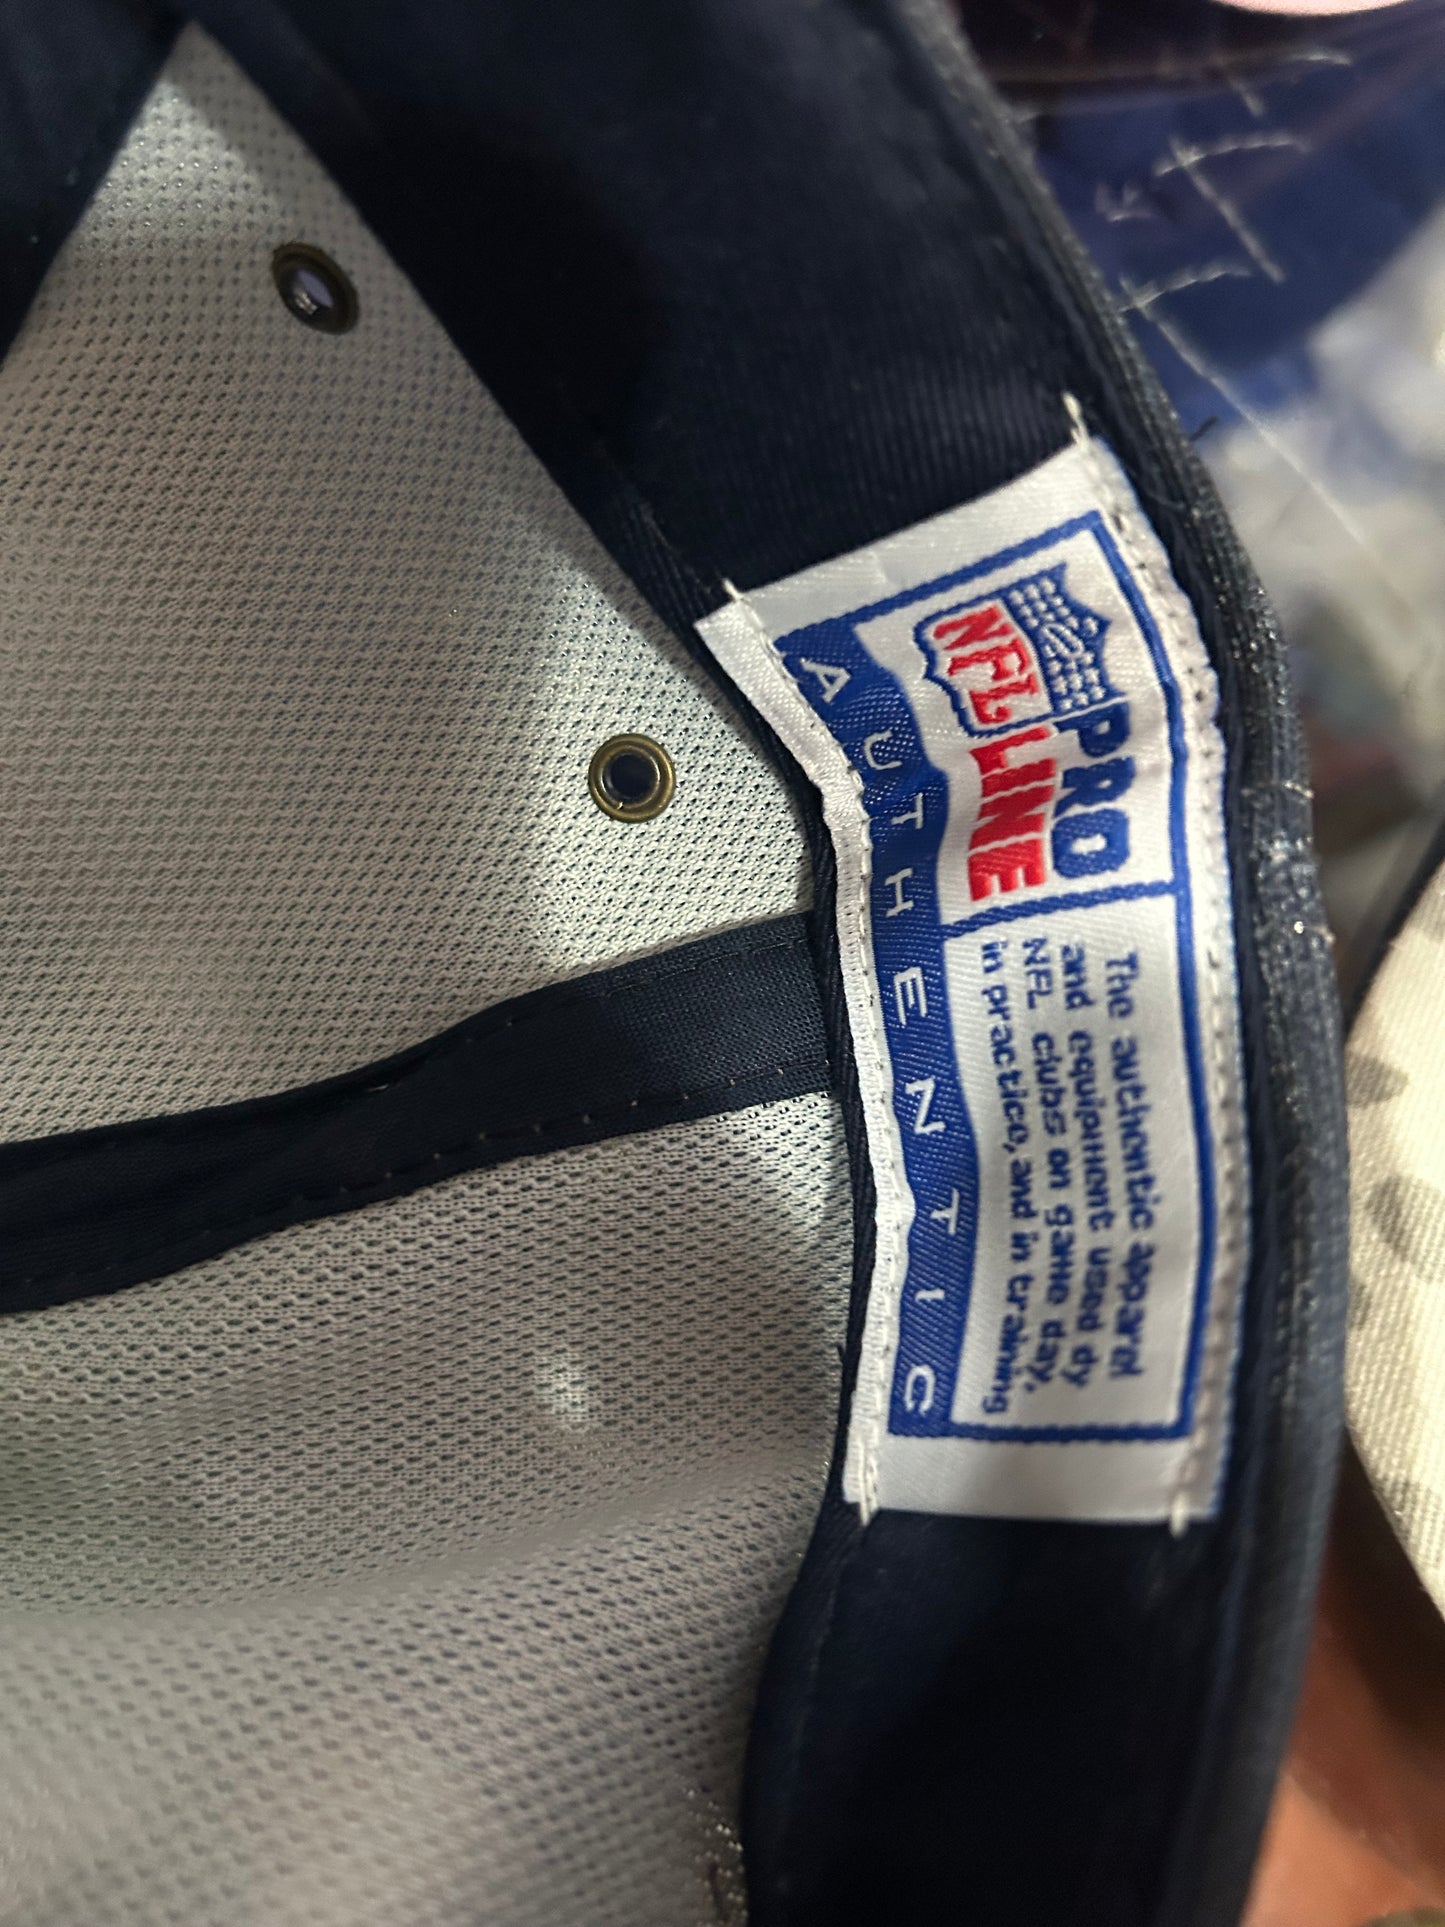 NFL
PRO
LINE
AUTHENTIC
The authentic apparel
and equipment used by
NFL clubs on game day,
in practice, and in training